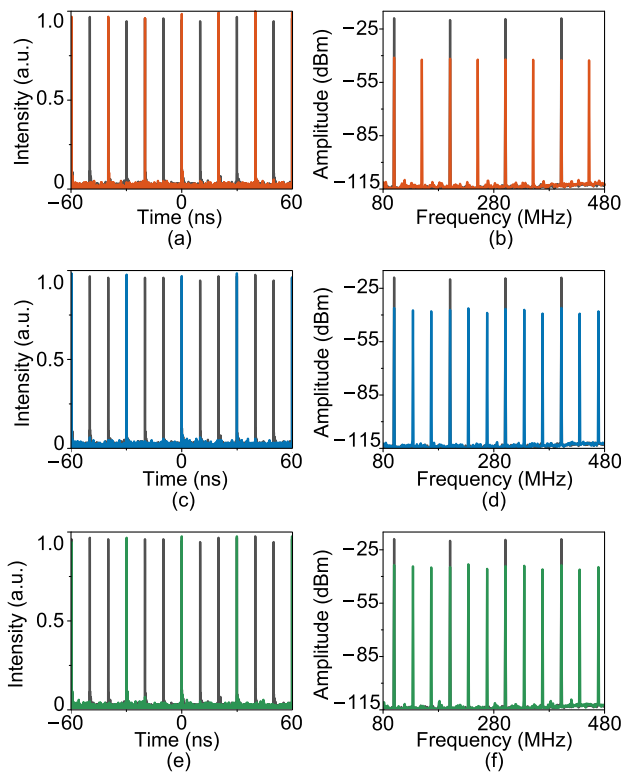 1.0
0.5
0
Intensity (a.u.)
−60
0
60
Time (ns)
(a)
−25
−55
−85
−115
Amplitude (dBm)
280
480
Frequency (MHz)
(b)
1.0
0.5
0
Intensity (a.u.)
−60
0
60
Time (ns)
(c)
−25
−55
−85
−115
Amplitude (dBm)
80
280
480
Frequency (MHz)
(d)
1.0
0.5
0
Intensity (a.u.)
−60
0
60
Time (ns)
(e)
−25
−55
−85
−115
Amplitude (dBm)
80
280
480
Frequency (MHz)
(f)